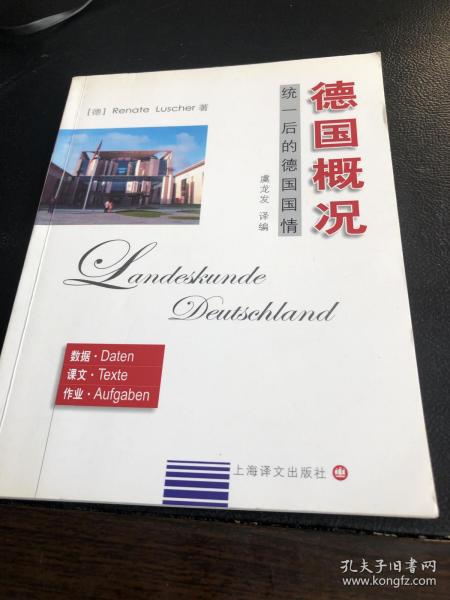 [德] Renate Luscher 著
德国概况
统一后的德国国情
虞龙发 译编
Landeskunde
Deutschland
数据·Daten
课文·Texte
作业·Aufgaben
上海译文出版社
孔夫子旧书网
www.kongfz.com